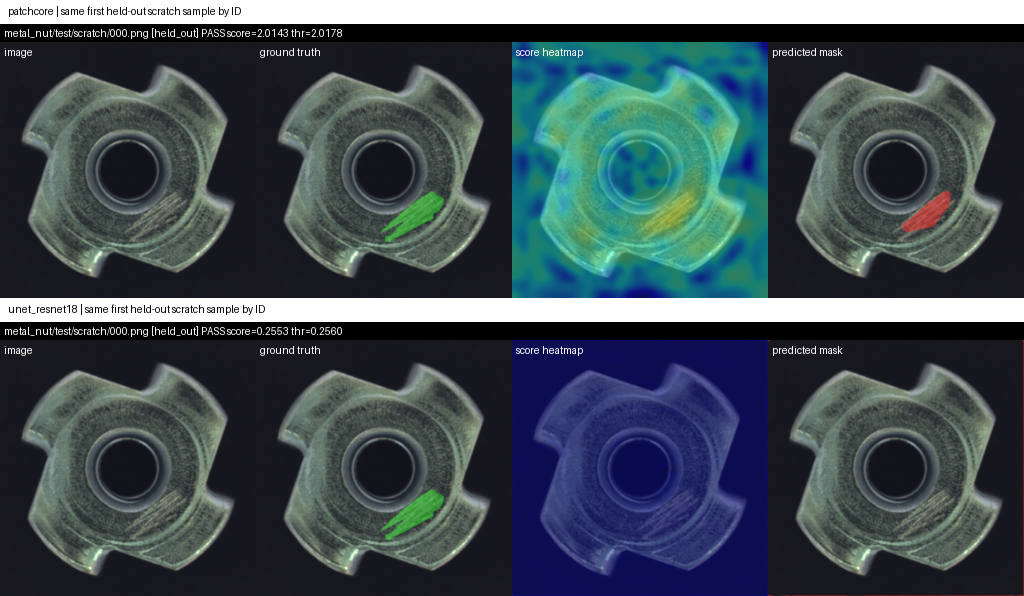 patchcore | same first held-out scratch sample by ID
metal_nut/test/scratch/000.png [held_out] PASS score=2.0143 thr=2.0178
image ground truth score heatmap predicted mask
unet_resnet18 | same first held-out scratch sample by ID
metal_nut/test/scratch/000.png [held_out] PASS score=0.2553 thr=0.2560
image ground truth score heatmap predicted mask